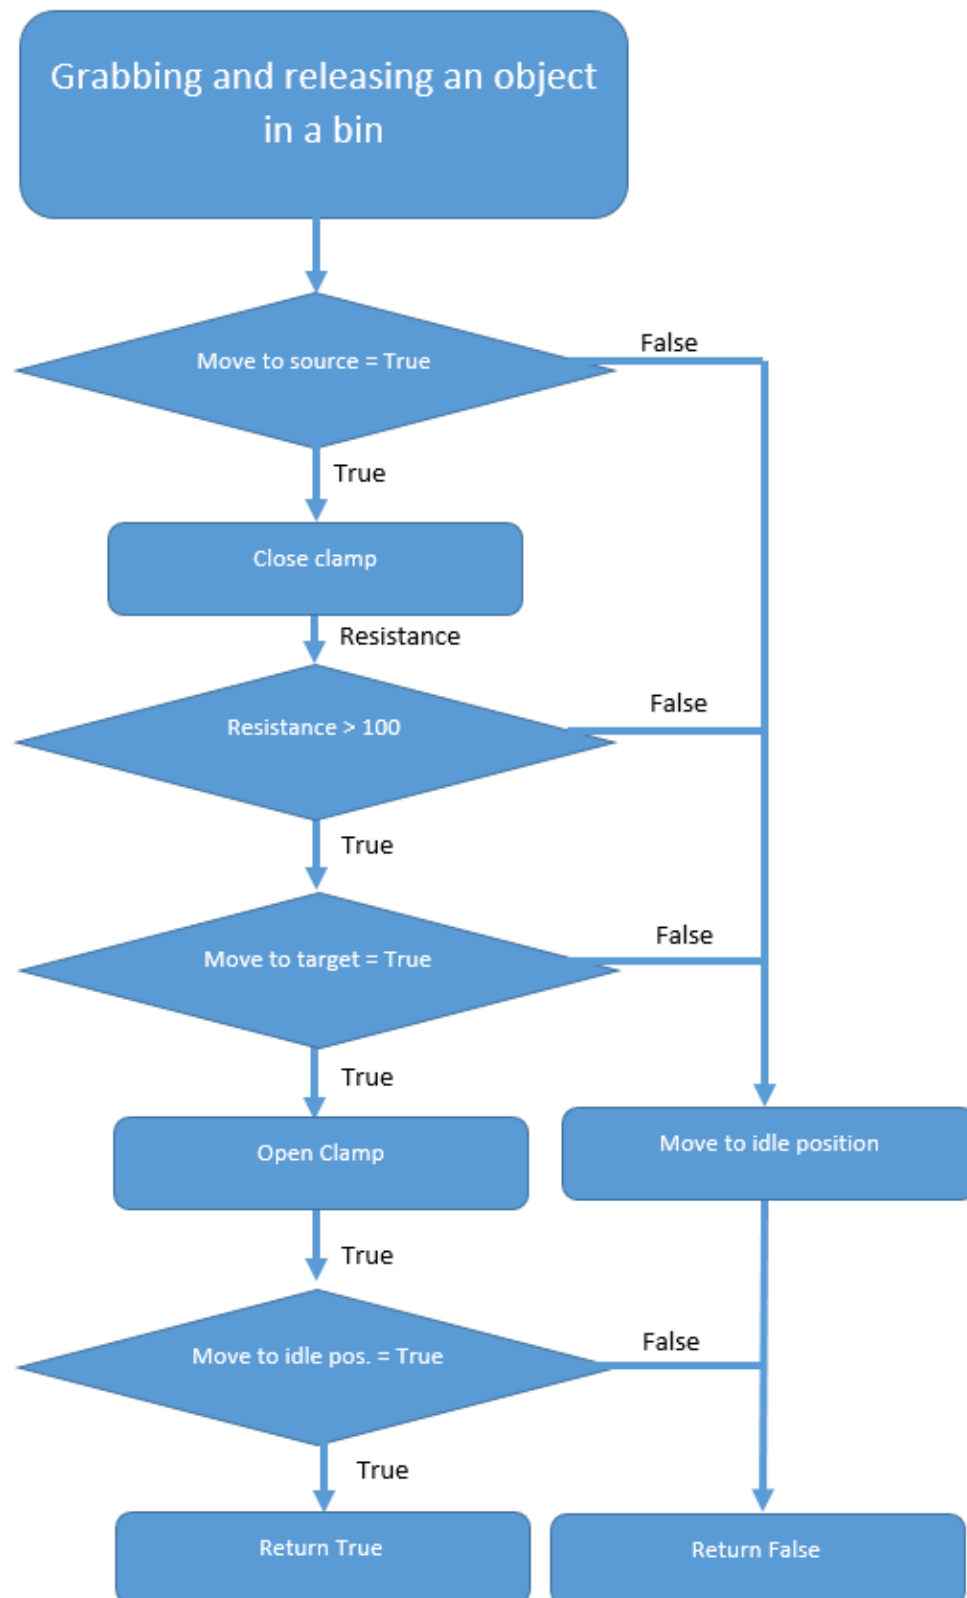 Grabbing and releasing an object
in a bin
Move to source = True
False
True
Close clamp
Resistance
Resistance > 100
False
True
Move to target = True
False
True
Open Clamp
Move to idle position
True
Move to idle pos. = True
False
True
Return True
Return False